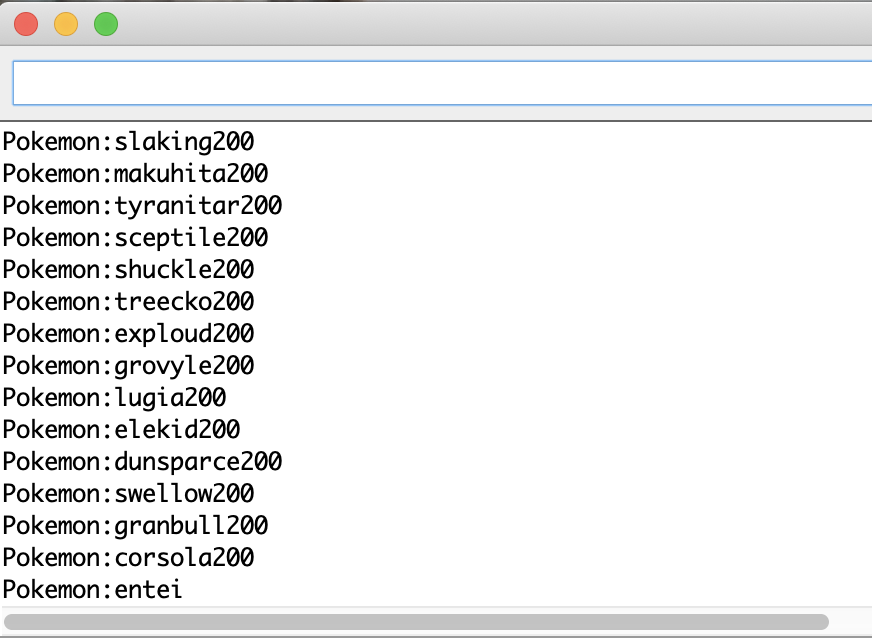 Pokemon:slaking200
Pokemon:makuhita200
Pokemon:tyranitar200
Pokemon:sceptile200
Pokemon:shuckle200
Pokemon:treecko200
Pokemon:exploud200
Pokemon:grovyle200
Pokemon:lugia200
Pokemon:elekid200
Pokemon:dunsparce200
Pokemon:swellow200
Pokemon:granbull200
Pokemon:corsola200
Pokemon:entei